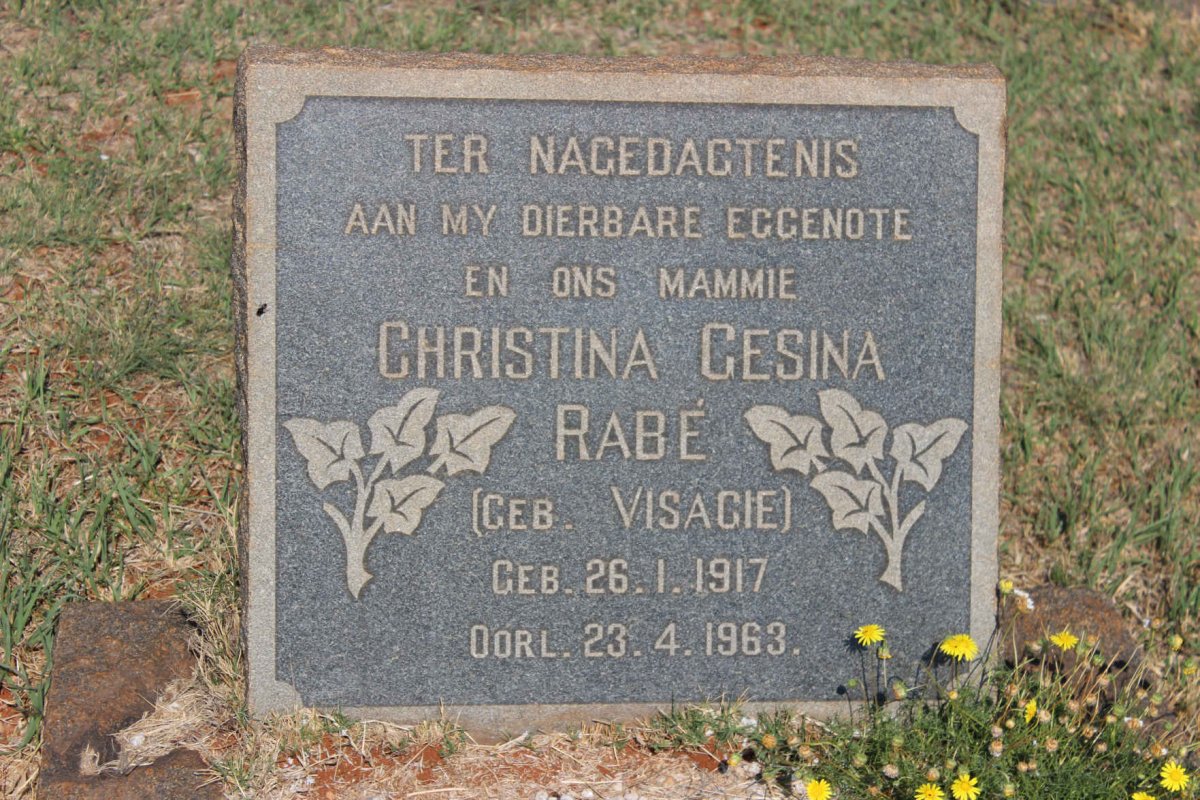 TER NAGEDAGTENIS
AAN MY DIERBARE EGGENOTE
EN ONS MAMMIE
CHRISTINA GESINA
RABÉ
(GEB. VISAGIE)
GEB. 26.1.1917
OORL. 23.4.1963.